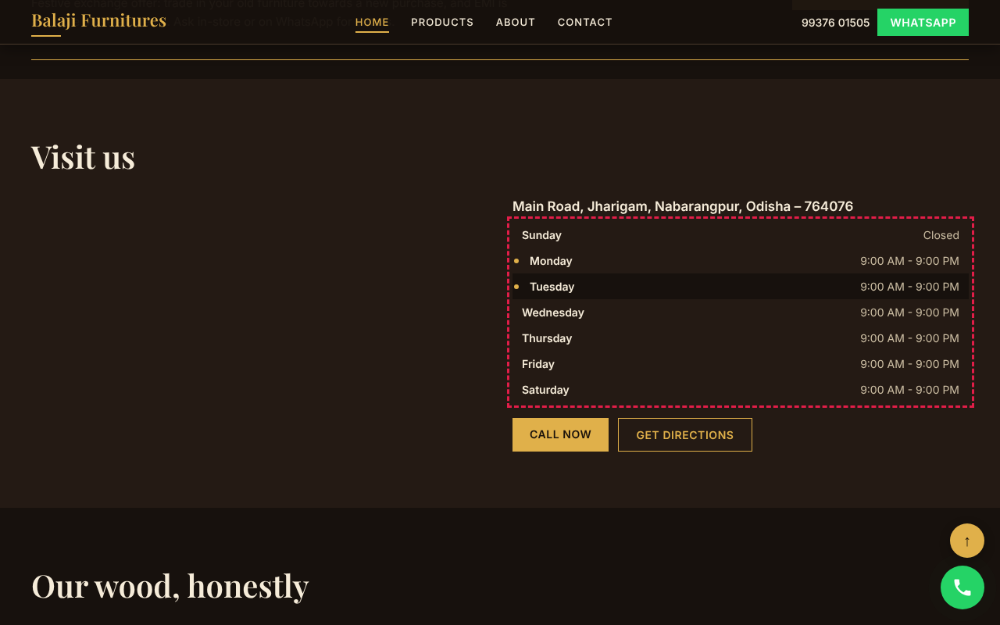 Festive exchange offer: trade in your old furniture towards a new purchase, and EMI is
Balaji Furnitures
Ask in-store or on WhatsApp for
HOME
PRODUCTS
ABOUT
CONTACT
99376 01505
WHATSAPP
Visit us
Main Road, Jharigam, Nabarangpur, Odisha – 764076
Sunday Closed
Monday 9:00 AM - 9:00 PM
Tuesday 9:00 AM - 9:00 PM
Wednesday 9:00 AM - 9:00 PM
Thursday 9:00 AM - 9:00 PM
Friday 9:00 AM - 9:00 PM
Saturday 9:00 AM - 9:00 PM
CALL NOW
GET DIRECTIONS
↑
Our wood, honestly